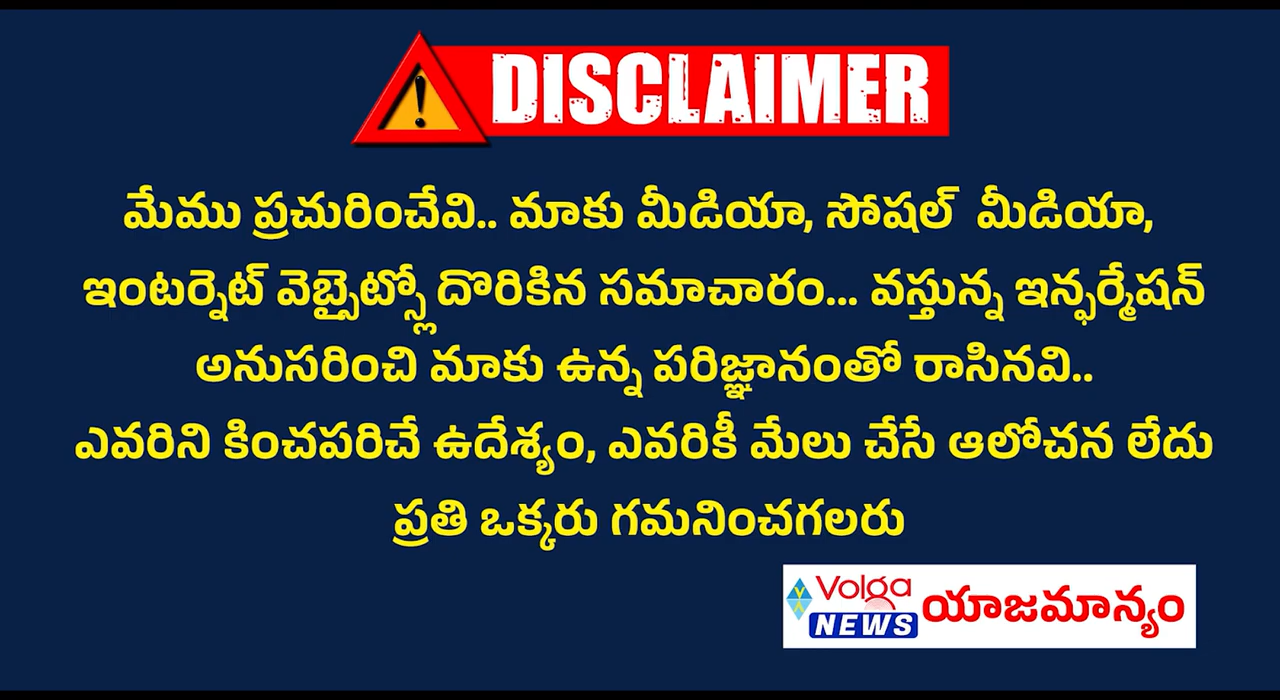 DISCLAIMER
మేము ప్రచురించేవి.. మాకు మీడియా, సోషల్ మీడియా,
ఇంటర్నెట్ వెబ్సైట్స్లో దొరికిన సమాచారం... వస్తున్న ఇన్ఫర్మేషన్
అనుసరించి మాకు ఉన్న పరిజ్ఞానంతో రాసినవి..
ఎవరిని కించపరిచే ఉదేశ్యం, ఎవరికీ మేలు చేసే ఆలోచన లేదు
ప్రతి ఒక్కరు గమనించగలరు
Volga NEWS యాజమాన్యం